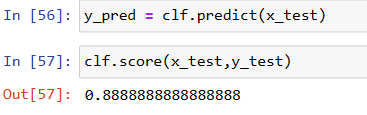 In [56]: y_pred = clf.predict(x_test)
In [57]: clf.score(x_test,y_test)
Out[57]: 0.8888888888888888